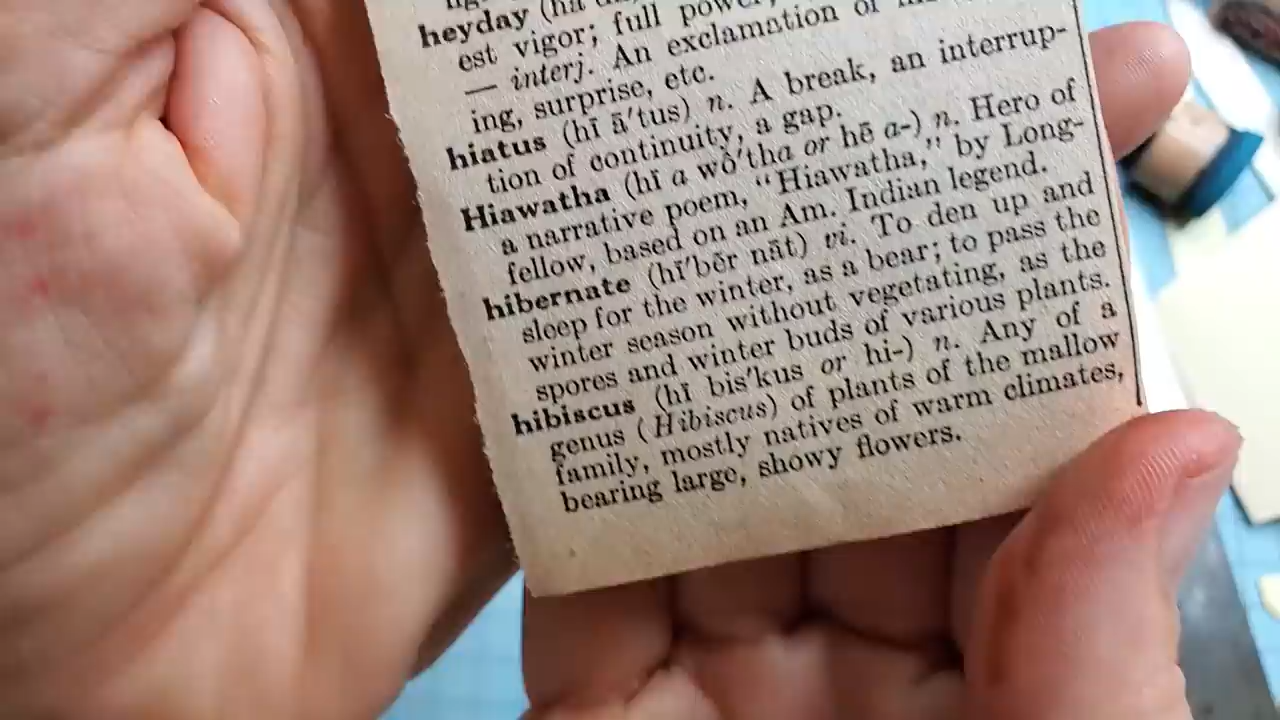 heyday
est vigor; full power,
— interj. An exclamation of
ing, surprise, etc.
hiatus (hī ā′tus) n. A break, an interrup-
tion of continuity, a gap.
Hiawatha (hī a wô′tha or hē a-) n. Hero of
a narrative poem, “Hiawatha,” by Long-
fellow, based on an Am. Indian legend.
hibernate (hī′bẽr nāt) vi. To den up and
sleep for the winter, as a bear; to pass the
winter season without vegetating, as the
spores and winter buds of various plants.
hibiscus (hī bis′kus or hi-) n. Any of a
genus (Hibiscus) of plants of the mallow
family, mostly natives of warm climates,
bearing large, showy flowers.